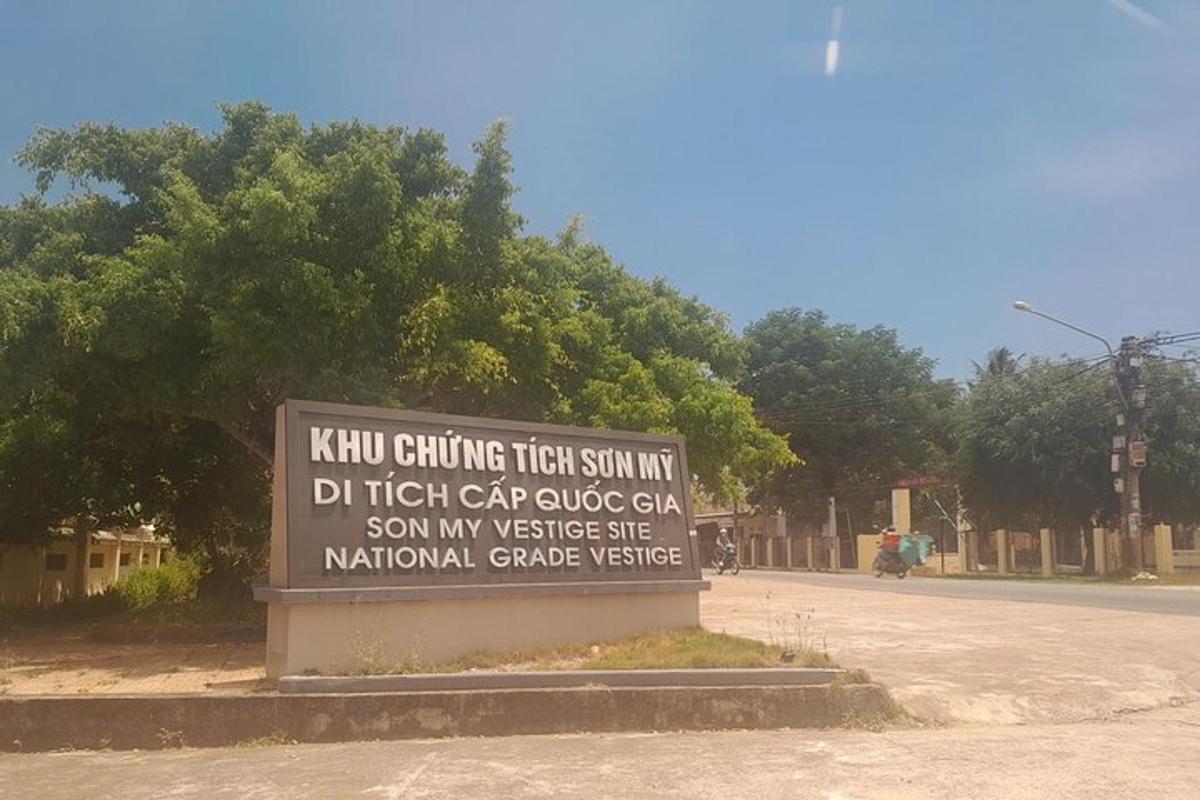 KHU CHỨNG TÍCH SƠN MỸ
DI TÍCH CẤP QUỐC GIA
SON MY VESTIGE SITE
NATIONAL GRADE VESTIGE